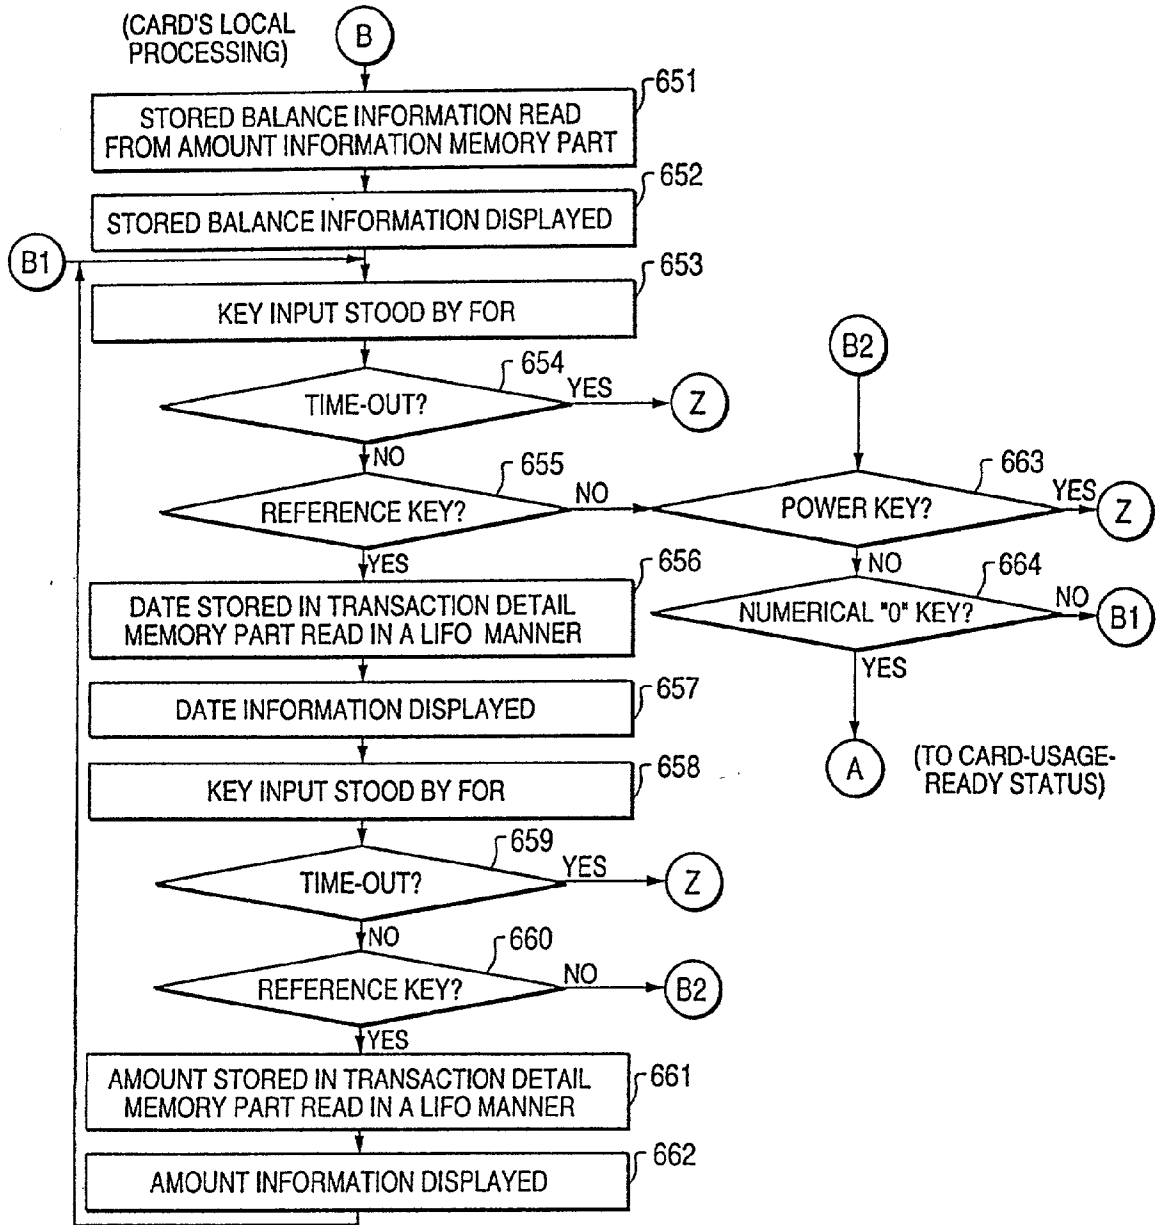 (CARD'S LOCAL
PROCESSING)
B
651
STORED BALANCE INFORMATION READ
FROM AMOUNT INFORMATION MEMORY PART
652
STORED BALANCE INFORMATION DISPLAYED
B1
653
KEY INPUT STOOD BY FOR
654
TIME-OUT?
YES
Z
NO
655
REFERENCE KEY?
NO
YES
B2
663
POWER KEY?
YES
Z
NO
664
NUMERICAL "0" KEY?
NO
B1
YES
A
(TO CARD-USAGE-
READY STATUS)
656
DATE STORED IN TRANSACTION DETAIL
MEMORY PART READ IN A LIFO MANNER
657
DATE INFORMATION DISPLAYED
658
KEY INPUT STOOD BY FOR
659
TIME-OUT?
YES
Z
NO
660
REFERENCE KEY?
NO
B2
YES
661
AMOUNT STORED IN TRANSACTION DETAIL
MEMORY PART READ IN A LIFO MANNER
662
AMOUNT INFORMATION DISPLAYED